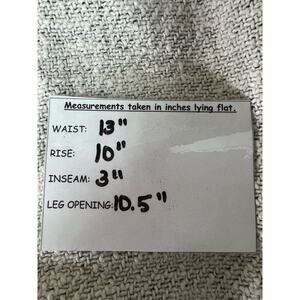 Measurements taken in inches lying flat.
WAIST: 13"
RISE: 10"
INSEAM: 3"
LEG OPENING: 10.5"